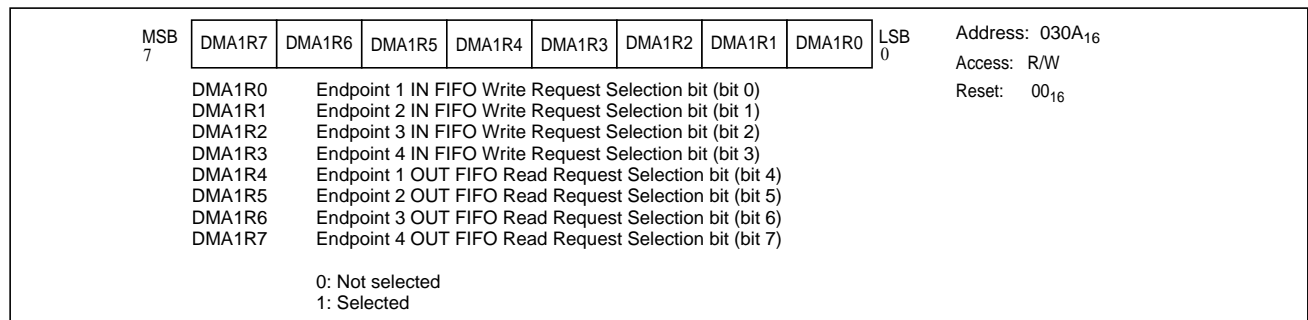 MSB 7 DMA1R7 DMA1R6 DMA1R5 DMA1R4 DMA1R3 DMA1R2 DMA1R1 DMA1R0 LSB 0
Address: 030A16
Access: R/W
Reset: 0016
DMA1R0 Endpoint 1 IN FIFO Write Request Selection bit (bit 0)
DMA1R1 Endpoint 2 IN FIFO Write Request Selection bit (bit 1)
DMA1R2 Endpoint 3 IN FIFO Write Request Selection bit (bit 2)
DMA1R3 Endpoint 4 IN FIFO Write Request Selection bit (bit 3)
DMA1R4 Endpoint 1 OUT FIFO Read Request Selection bit (bit 4)
DMA1R5 Endpoint 2 OUT FIFO Read Request Selection bit (bit 5)
DMA1R6 Endpoint 3 OUT FIFO Read Request Selection bit (bit 6)
DMA1R7 Endpoint 4 OUT FIFO Read Request Selection bit (bit 7)
0: Not selected
1: Selected